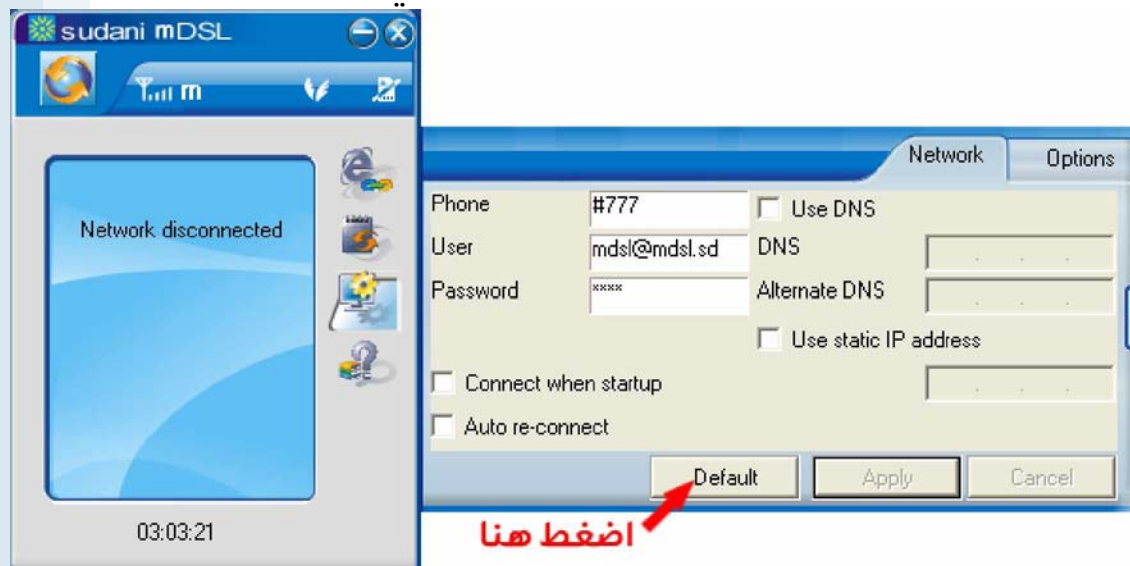 sudani mDSL
m
Network disconnected
03:03:21
Network Options
Phone #777 Use DNS
User mdsl@mdsl.sd DNS
Password **** Alternate DNS
Use static IP address
Connect when startup
Auto re-connect
Default Apply Cancel
اضغط هنا